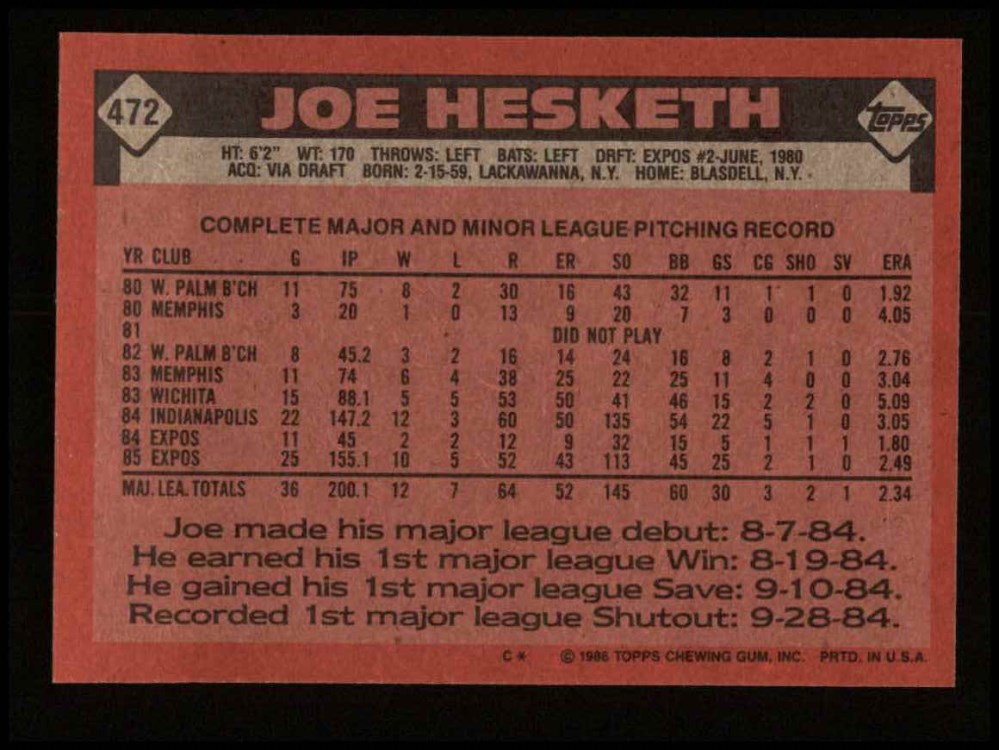 472 JOE HESKETH Topps
HT: 6'2" WT: 170 THROWS: LEFT BATS: LEFT DRFT: EXPOS #2-JUNE, 1980
ACQ: VIA DRAFT BORN: 2-15-59, LACKAWANNA, N.Y. HOME: BLASDELL, N.Y.
COMPLETE MAJOR AND MINOR LEAGUE PITCHING RECORD
YR CLUB G IP W L R ER SO BB GS CG SHO SV ERA
80 W. PALM B'CH 11 75 8 2 30 16 43 32 11 1 1 0 1.92
80 MEMPHIS 3 20 1 0 13 9 20 7 3 0 0 0 4.05
81 DID NOT PLAY
82 W. PALM B'CH 8 45.2 3 2 16 14 24 16 8 2 1 0 2.76
83 MEMPHIS 11 74 6 4 38 25 22 25 11 4 0 0 3.04
83 WICHITA 15 88.1 5 5 53 50 41 46 15 2 2 0 5.09
84 INDIANAPOLIS 22 147.2 12 3 60 50 135 54 22 5 1 0 3.05
84 EXPOS 11 45 2 2 12 9 32 15 5 1 1 1 1.80
85 EXPOS 25 155.1 10 5 52 43 113 45 25 2 1 0 2.49
MAJ. LEA. TOTALS 36 200.1 12 7 64 52 145 60 30 3 2 1 2.34
Joe made his major league debut: 8-7-84.
He earned his 1st major league Win: 8-19-84.
He gained his 1st major league Save: 9-10-84.
Recorded 1st major league Shutout: 9-28-84.
C* © 1986 TOPPS CHEWING GUM, INC. PRTD. IN U.S.A.